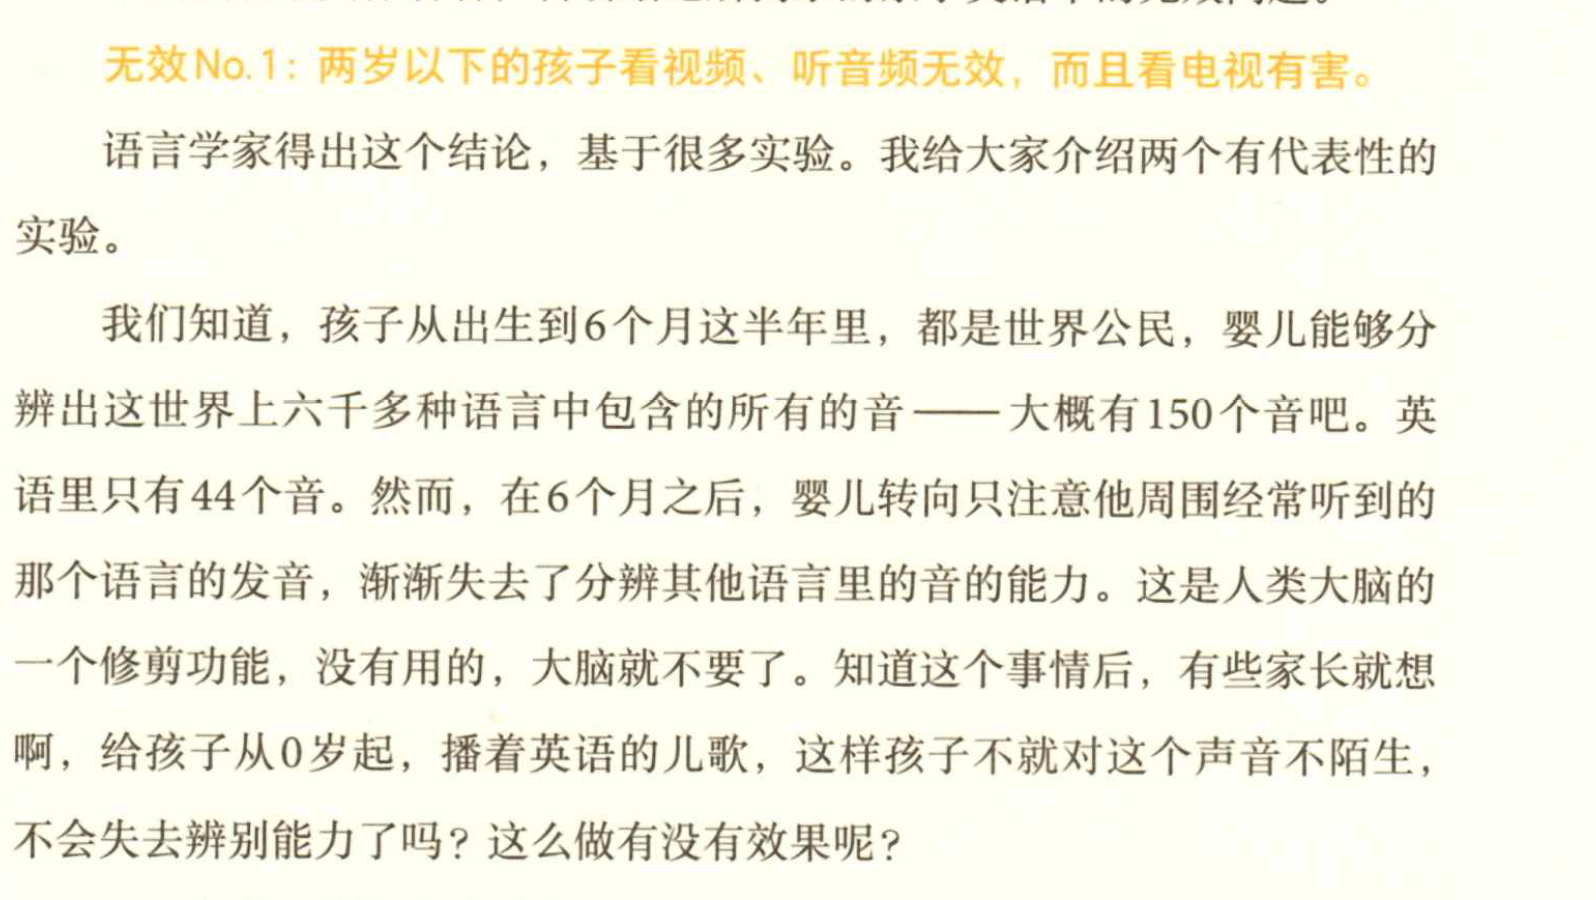 无效No.1：两岁以下的孩子看视频、听音频无效，而且看电视有害。
语言学家得出这个结论，基于很多实验。我给大家介绍两个有代表性的
实验。
我们知道，孩子从出生到6个月这半年里，都是世界公民，婴儿能够分
辨出这世界上六千多种语言中包含的所有的音——大概有150个音吧。英
语里只有44个音。然而，在6个月之后，婴儿转向只注意他周围经常听到的
那个语言的发音，渐渐失去了分辨其他语言里的音的能力。这是人类大脑的
一个修剪功能，没有用的，大脑就不要了。知道这个事情后，有些家长就想
啊，给孩子从0岁起，播着英语的儿歌，这样孩子不就对这个声音不陌生，
不会失去辨别能力了吗？这么做有没有效果呢？